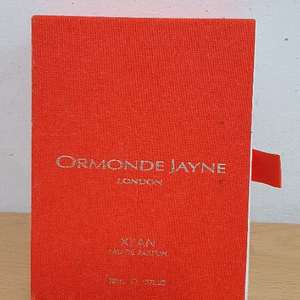 ORMONDE JAYNE
LONDON
XI'AN
EAU DE PARFUM